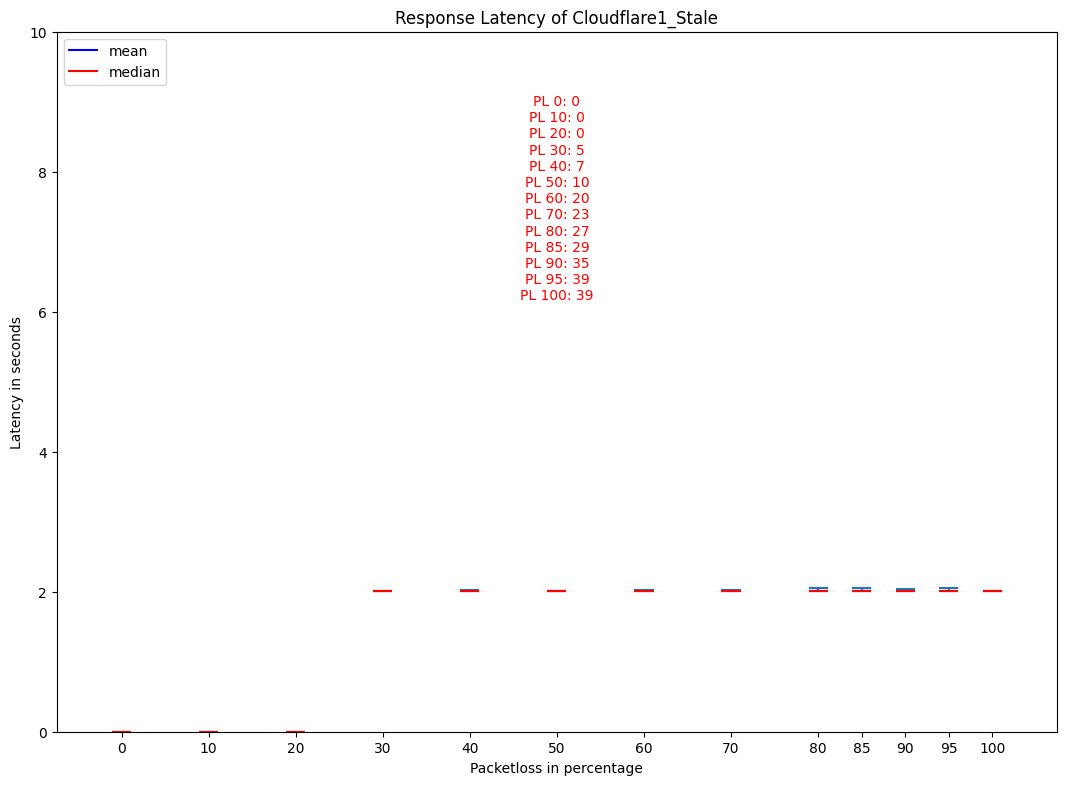 Response Latency of Cloudflare1_Stale
10
mean
median
PL 0: 0
PL 10: 0
PL 20: 0
PL 30: 5
PL 40: 7
PL 50: 10
PL 60: 20
PL 70: 23
PL 80: 27
PL 85: 29
PL 90: 35
PL 95: 39
PL 100: 39
8
6
4
2
0
Latency in seconds
0 10 20 30 40 50 60 70 80 85 90 95 100
Packetloss in percentage